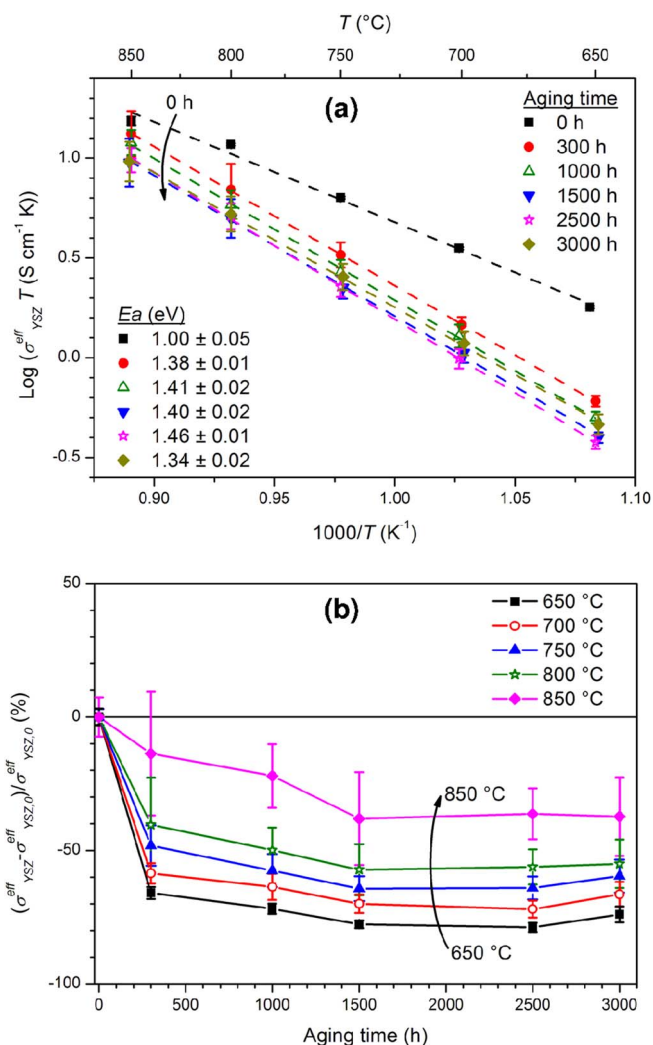 T (°C)
850 800 750 700 650
(a)
0 h
Aging time
0 h
300 h
1000 h
1500 h
2500 h
3000 h
1.0
0.5
0.0
-0.5
Log (σ^eff_YSZ T (S cm⁻¹ K))
Ea (eV)
1.00 ± 0.05
1.38 ± 0.01
1.41 ± 0.02
1.40 ± 0.02
1.46 ± 0.01
1.34 ± 0.02
0.90 0.95 1.00 1.05 1.10
1000/T (K⁻¹)
(b)
650 °C
700 °C
750 °C
800 °C
850 °C
50
0
-50
-100
(σ^eff_YSZ-σ^eff_YSZ,0)/σ^eff_YSZ,0 (%)
850 °C
650 °C
0 500 1000 1500 2000 2500 3000
Aging time (h)